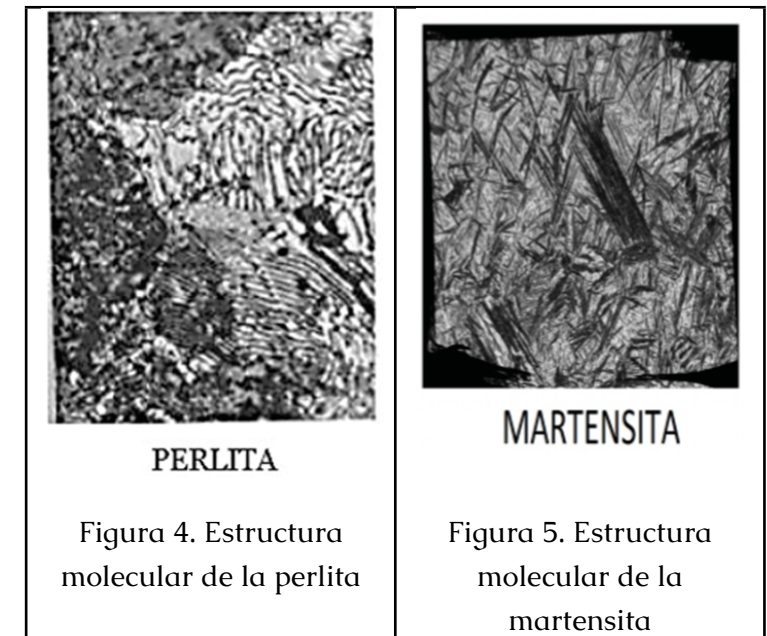 PERLITA
Figura 4. Estructura
molecular de la perlita
MARTENSITA
Figura 5. Estructura
molecular de la
martensita